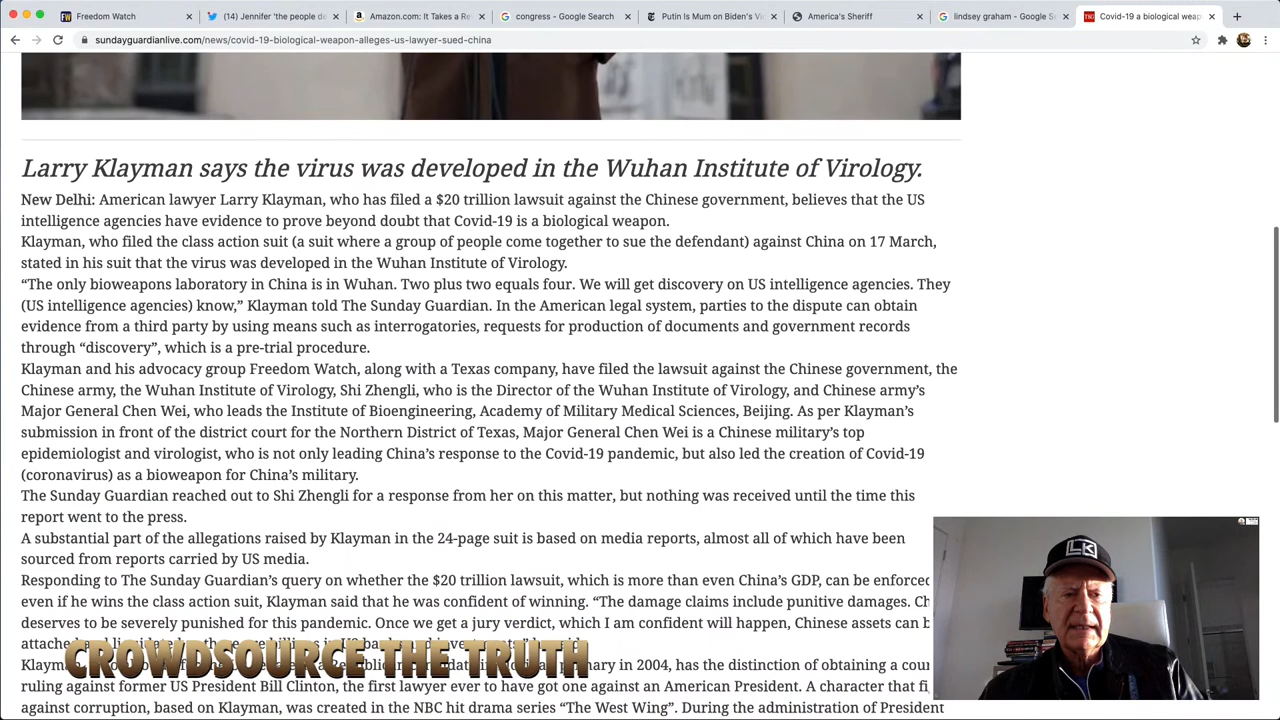 Freedom Watch
(14) Jennifer 'the people de
Amazon.com: It Takes a Re
congress - Google Search
Putin Is Mum on Biden's Vi
America's Sheriff
lindsey graham - Google S
Covid-19 a biological weap
sundayguardianlive.com/news/covid-19-biological-weapon-alleges-us-lawyer-sued-china
Larry Klayman says the virus was developed in the Wuhan Institute of Virology.
New Delhi: American lawyer Larry Klayman, who has filed a $20 trillion lawsuit against the Chinese government, believes that the US
intelligence agencies have evidence to prove beyond doubt that Covid-19 is a biological weapon.
Klayman, who filed the class action suit (a suit where a group of people come together to sue the defendant) against China on 17 March,
stated in his suit that the virus was developed in the Wuhan Institute of Virology.
“The only bioweapons laboratory in China is in Wuhan. Two plus two equals four. We will get discovery on US intelligence agencies. They
(US intelligence agencies) know,” Klayman told The Sunday Guardian. In the American legal system, parties to the dispute can obtain
evidence from a third party by using means such as interrogatories, requests for production of documents and government records
through “discovery”, which is a pre-trial procedure.
Klayman and his advocacy group Freedom Watch, along with a Texas company, have filed the lawsuit against the Chinese government, the
Chinese army, the Wuhan Institute of Virology, Shi Zhengli, who is the Director of the Wuhan Institute of Virology, and Chinese army’s
Major General Chen Wei, who leads the Institute of Bioengineering, Academy of Military Medical Sciences, Beijing. As per Klayman’s
submission in front of the district court for the Northern District of Texas, Major General Chen Wei is a Chinese military’s top
epidemiologist and virologist, who is not only leading China’s response to the Covid-19 pandemic, but also led the creation of Covid-19
(coronavirus) as a bioweapon for China’s military.
The Sunday Guardian reached out to Shi Zhengli for a response from her on this matter, but nothing was received until the time this
report went to the press.
A substantial part of the allegations raised by Klayman in the 24-page suit is based on media reports, almost all of which have been
sourced from reports carried by US media.
Responding to The Sunday Guardian’s query on whether the $20 trillion lawsuit, which is more than even China’s GDP, can be enforced
even if he wins the class action suit, Klayman said that he was confident of winning. “The damage claims include punitive damages. Ch
deserves to be severely punished for this pandemic. Once we get a jury verdict, which I am confident will happen, Chinese assets can b
CROWDSOURCE THE TRUTH
Klayman in 2004, has the distinction of obtaining a cour
ruling against former US President Bill Clinton, the first lawyer ever to have got one against an American President. A character that fi
against corruption, based on Klayman, was created in the NBC hit drama series “The West Wing”. During the administration of President
LK